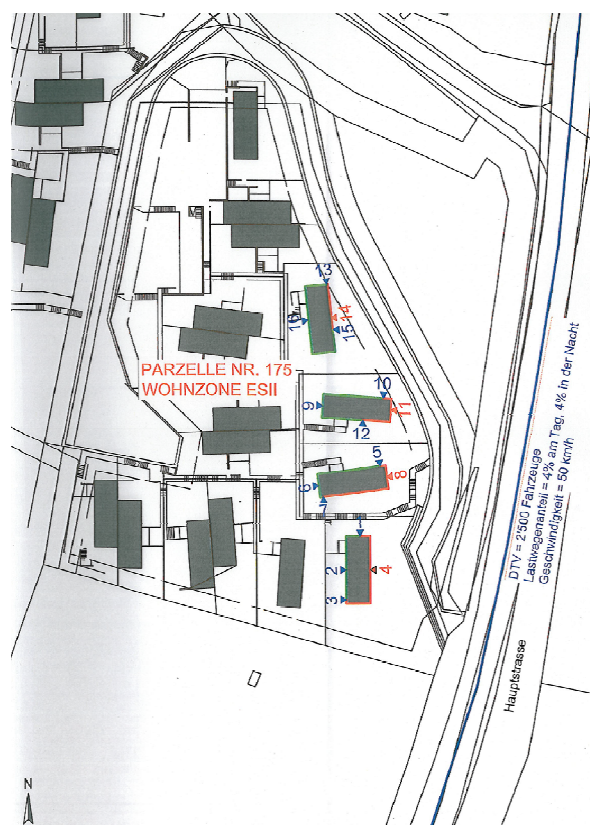 13
14
15
16
PARZELLE NR. 175
WOHNZONE ESII
10
9
11
12
5
8
6
7
1
2
4
3
DTV = 2'500 Fahrzeuge
Lastwagenanteil = 4% am Tag, 4% in der Nacht
Geschwindigkeit = 50 km/h
Hauptstrasse
N